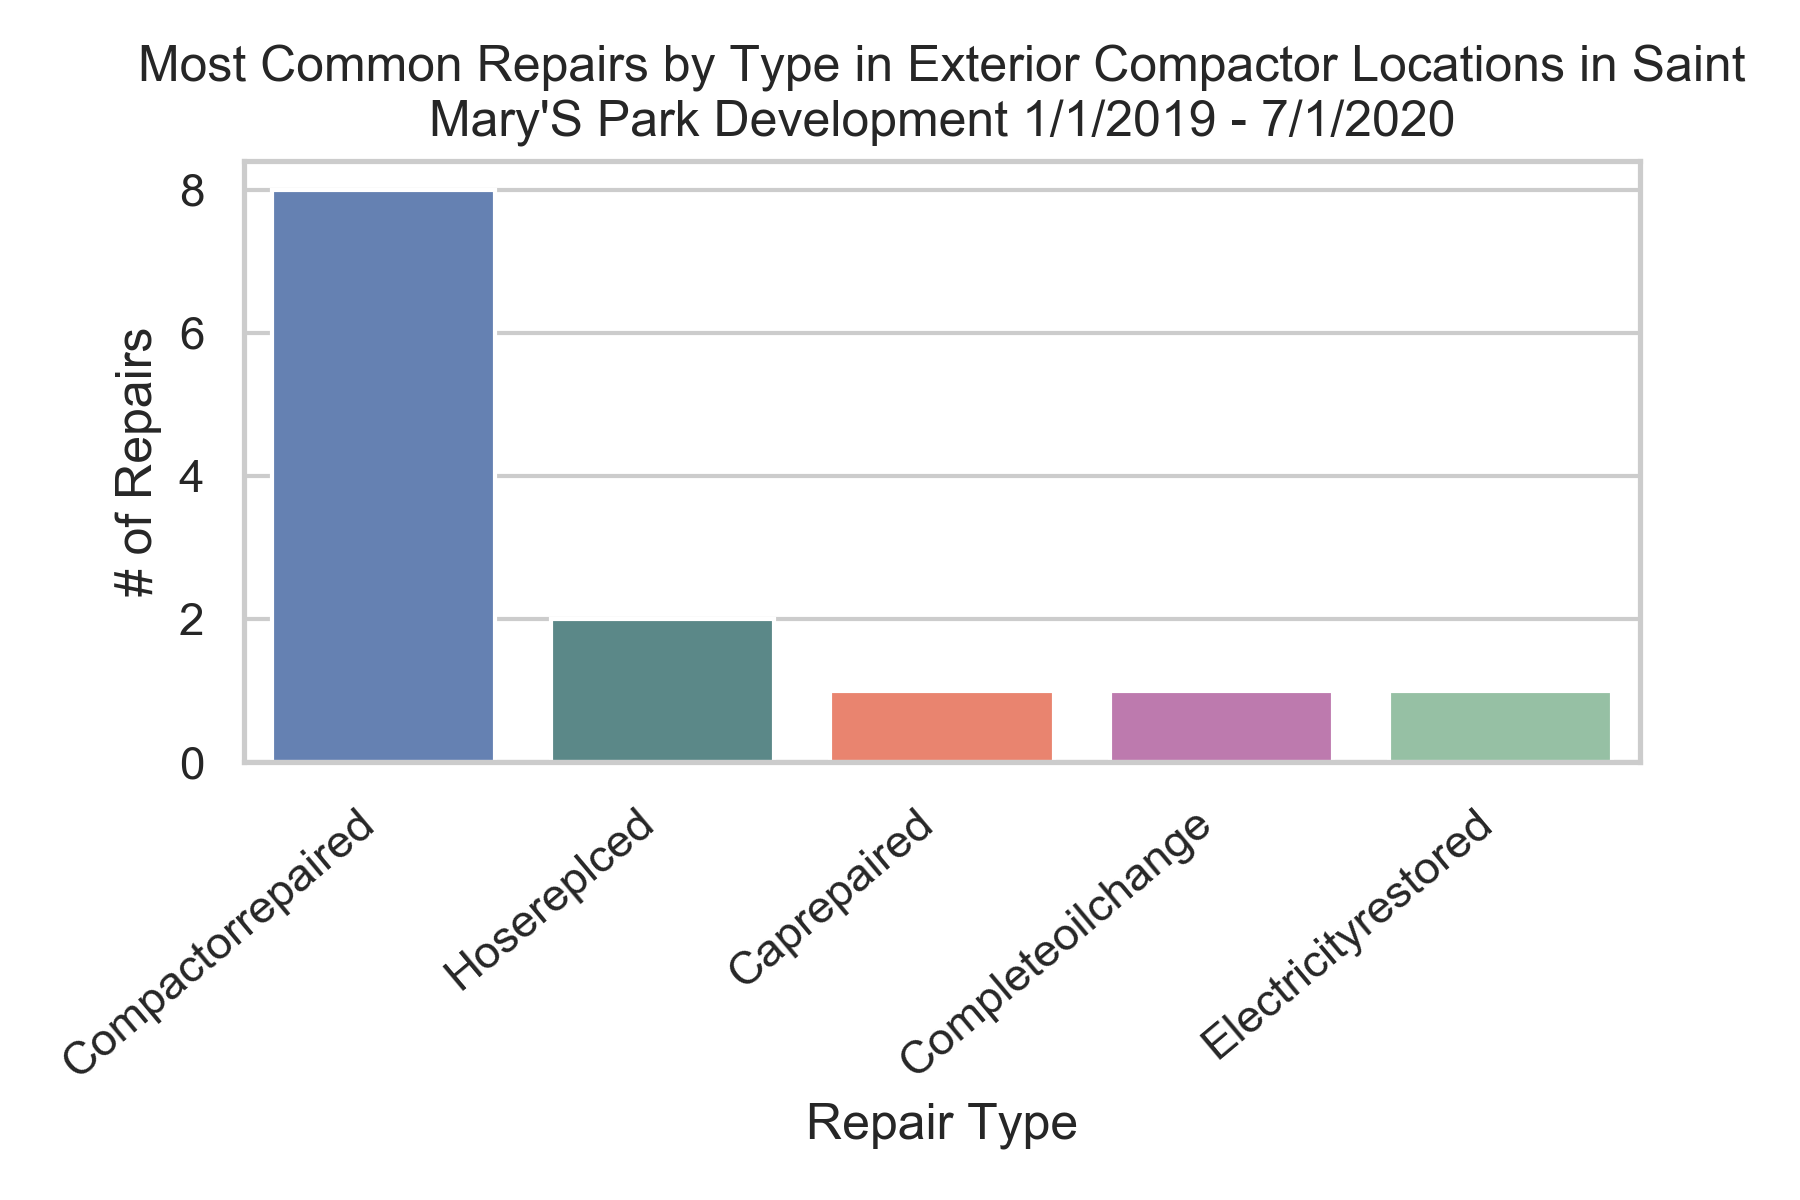 Most Common Repairs by Type in Exterior Compactor Locations in Saint
Mary'S Park Development 1/1/2019 - 7/1/2020
# of Repairs
8
6
4
2
0
Compactorrepaired
Hosereplced
Caprepaired
Completeoilchange
Electricityrestored
Repair Type